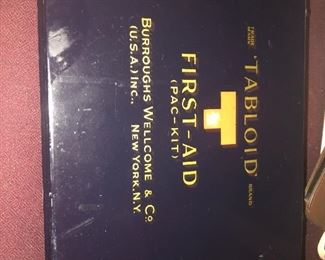 TRADE MARK 'TABLOID' BRAND
FIRST-AID
(PAC-KIT)
BURROUGHS WELLCOME & CO.
(U.S.A.) INC., NEW YORK, N.Y.